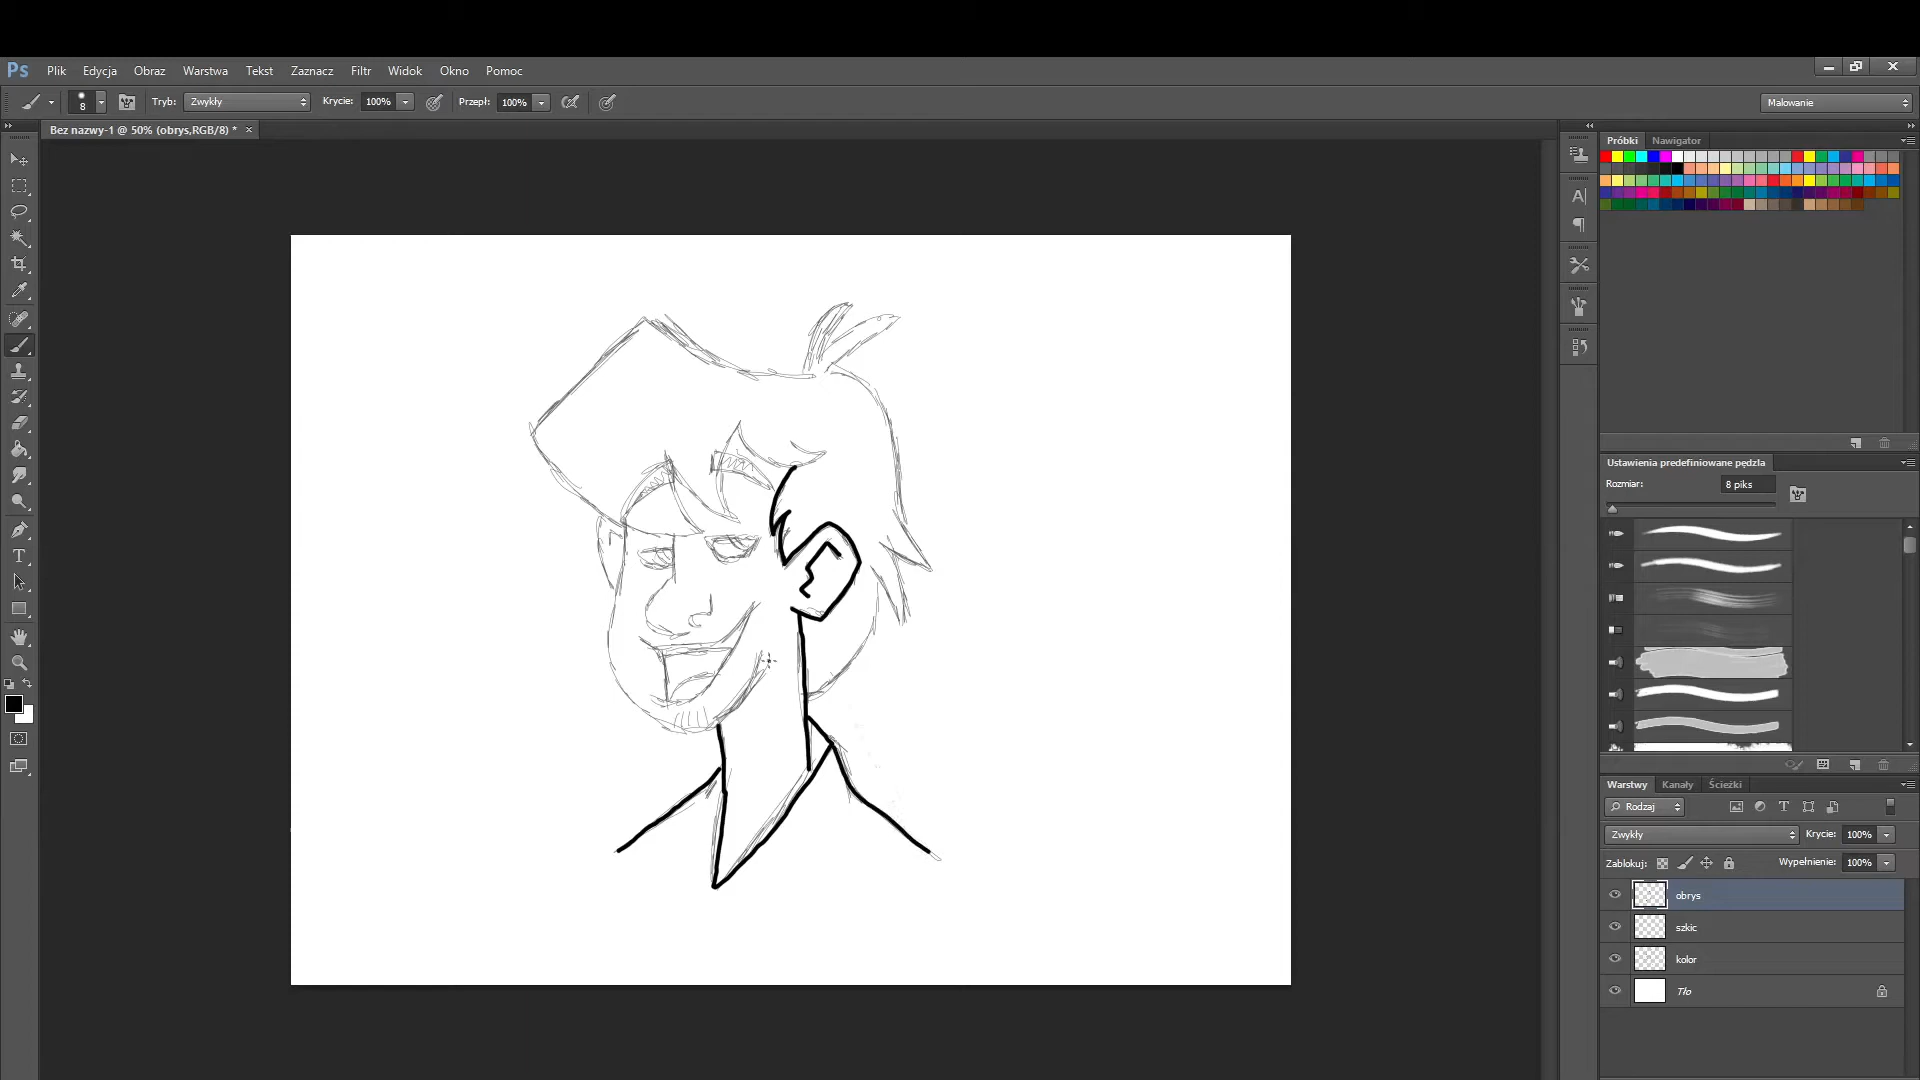 Ps Plik Edycja Obraz Warstwa Tekst Zaznacz Filtr Widok Okno Pomoc
8 Tryb: Zwykły Krycie: 100% Przepł: 100% Malowanie
Bez nazwy-1 @ 50% (obrys,RGB/8) *
Próbki Nawigator
Ustawienia predefiniowane pędzla
Rozmiar: 8 piks
Warstwy Kanały Ścieżki
Rodzaj
Zwykły Krycie: 100%
Zablokuj: Wypełnienie: 100%
obrys
szkic
kolor
Tło